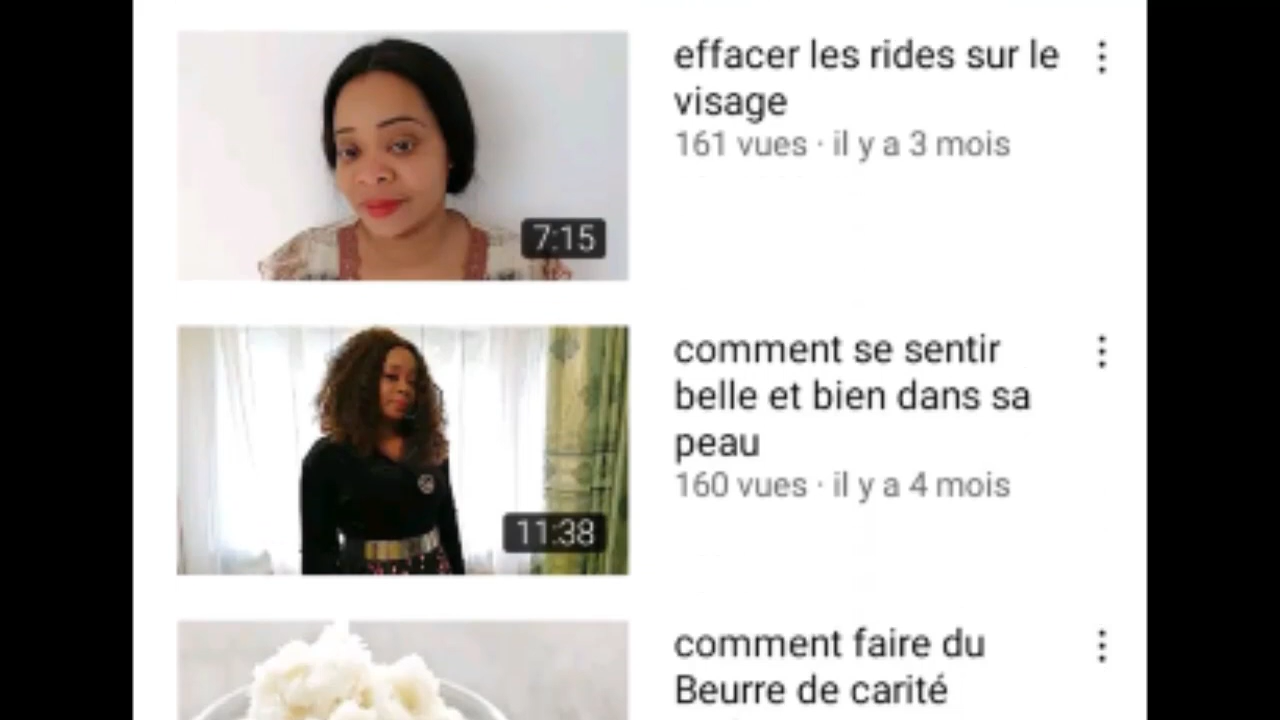 effacer les rides sur le
visage
161 vues · il y a 3 mois
7:15
comment se sentir
belle et bien dans sa
peau
160 vues · il y a 4 mois
11:38
comment faire du
Beurre de carité